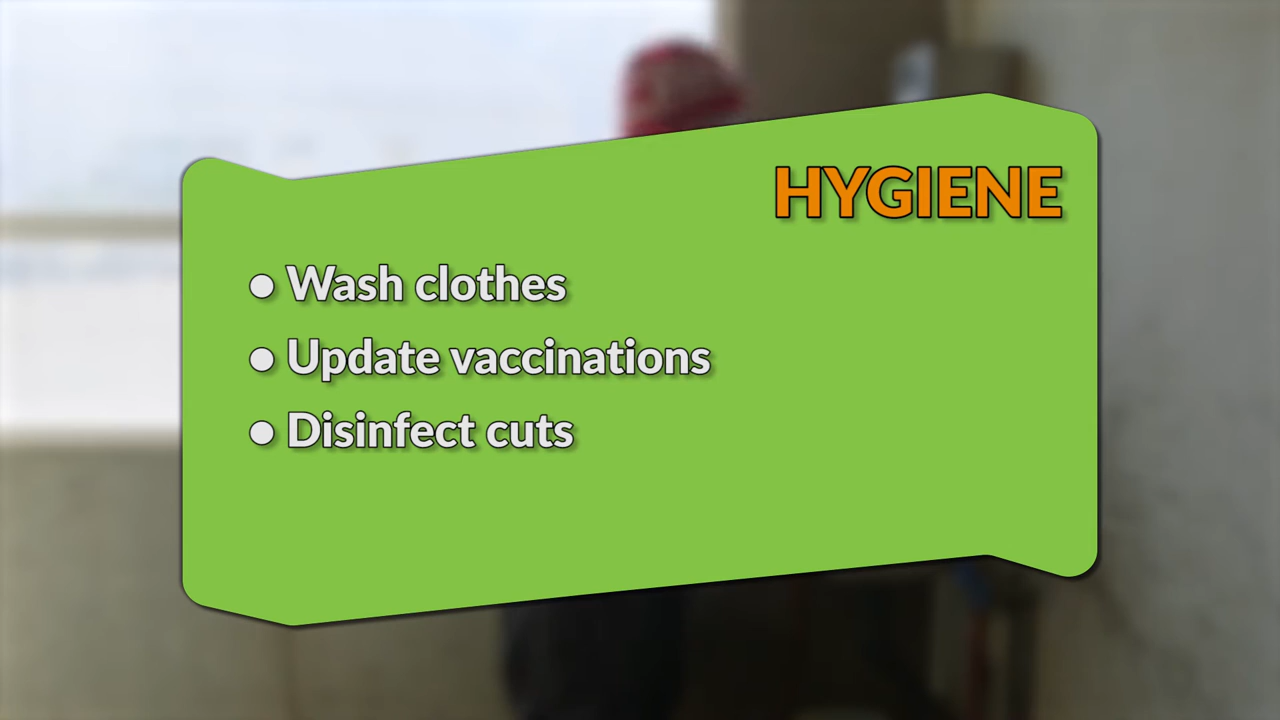 HYGIENE
● Wash clothes
● Update vaccinations
● Disinfect cuts